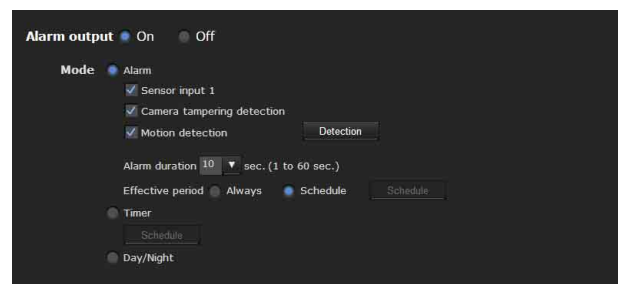 Alarm output On Off
Mode Alarm
Sensor input 1
Camera tampering detection
Motion detection Detection
Alarm duration 10 sec. (1 to 60 sec.)
Effective period Always Schedule Schedule
Timer
Schedule
Day/Night